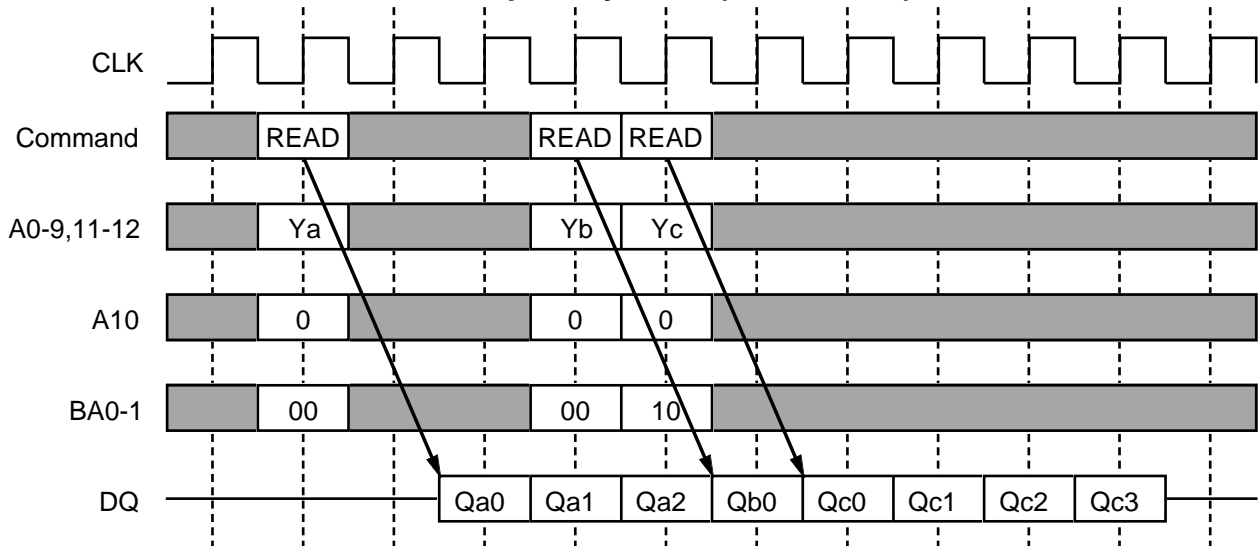 CLK
Command READ READ READ
A0-9,11-12 Ya Yb Yc
A10 0 0 0
BA0-1 00 00 10
DQ Qa0 Qa1 Qa2 Qb0 Qc0 Qc1 Qc2 Qc3